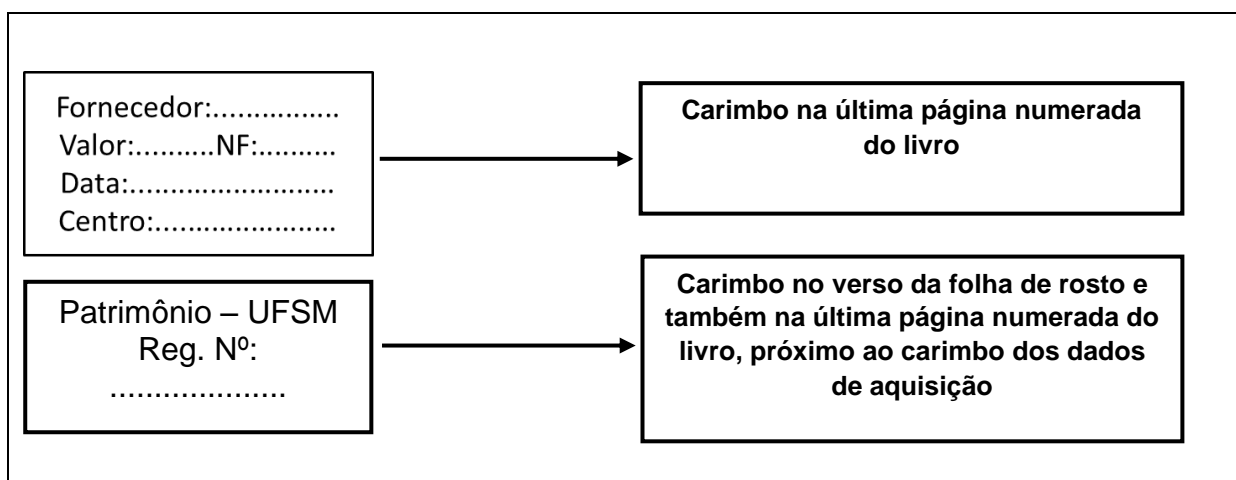 Fornecedor:................
Valor:..........NF:..........
Data:..........................
Centro:.......................
Carimbo na última página numerada
do livro
Patrimônio – UFSM
Reg. Nº:
....................
Carimbo no verso da folha de rosto e
também na última página numerada do
livro, próximo ao carimbo dos dados
de aquisição